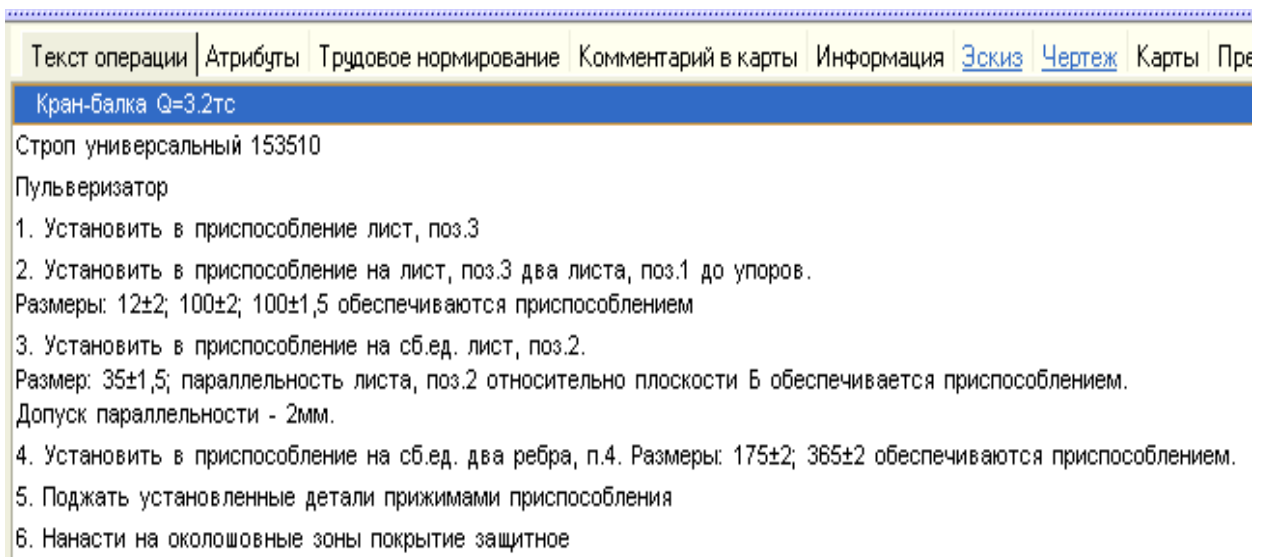 Текст операции Атрибуты Трудовое нормирование Комментарий в карты Информация Эскиз Чертеж Карты Пре
Кран-балка Q=3.2тс
Строп универсальный 153510
Пульверизатор
1. Установить в приспособление лист, поз.3
2. Установить в приспособление на лист, поз.3 два листа, поз.1 до упоров.
Размеры: 12±2; 100±2; 100±1,5 обеспечиваются приспособлением
3. Установить в приспособление на сб.ед. лист, поз.2.
Размер: 35±1,5; параллельность листа, поз.2 относительно плоскости Б обеспечивается приспособлением.
Допуск параллельности - 2мм.
4. Установить в приспособление на сб.ед. два ребра, п.4. Размеры: 175±2; 365±2 обеспечиваются приспособлением.
5. Поджать установленные детали прижимами приспособления
6. Нанасти на околошовные зоны покрытие защитное